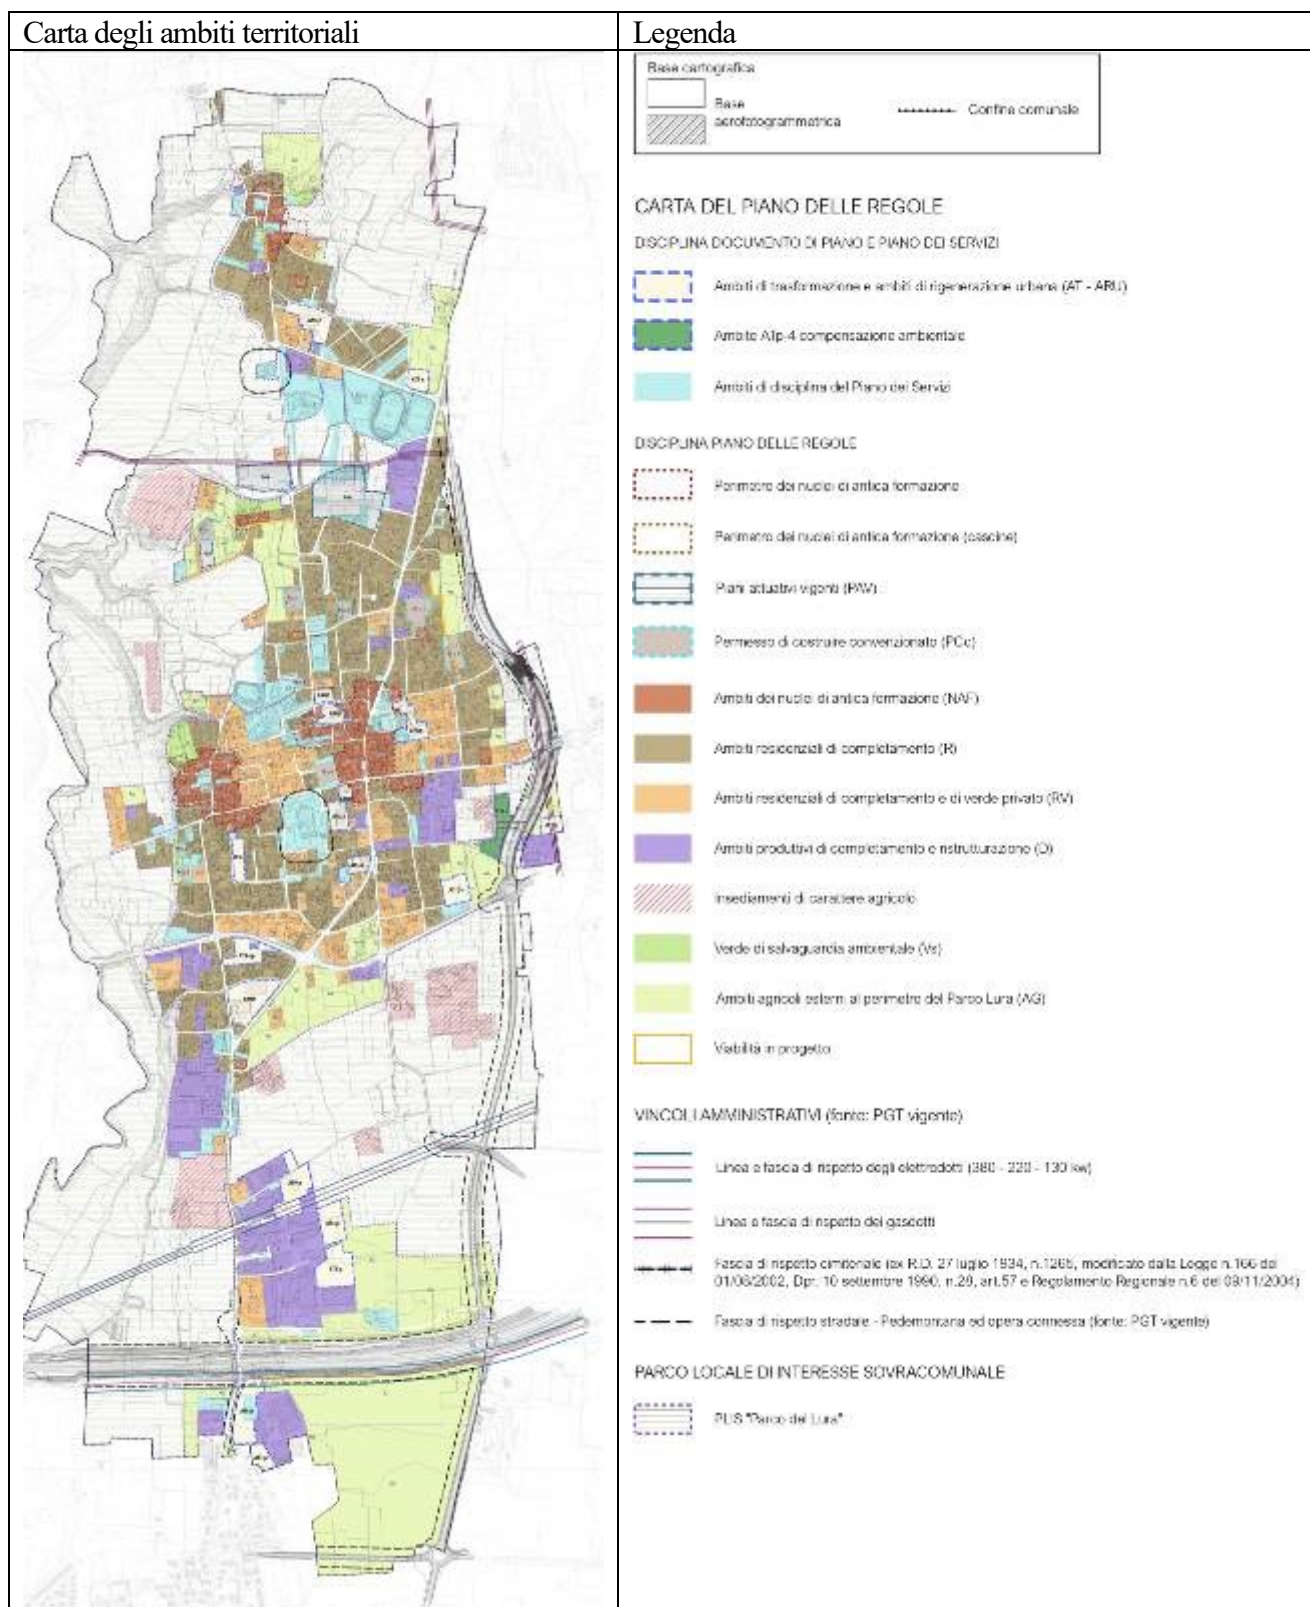 Carta degli ambiti territoriali
Legenda
Base cartografica
Base
aerofotogrammetrica
Confine comunale
CARTA DEL PIANO DELLE REGOLE
DISCIPLINA DOCUMENTO DI PIANO E PIANO DEI SERVIZI
Ambiti di trasformazione e ambiti di rigenerazione urbana (AT - ARU)
Ambito ATp-4 compensazione ambientale
Ambiti di disciplina del Piano dei Servizi
DISCIPLINA PIANO DELLE REGOLE
Perimetro dei nuclei di antica formazione
Perimetro dei nuclei di antica formazione (cascine)
Piani attuativi vigenti (PAV)
Permesso di costruire convenzionato (PCc)
Ambiti dei nuclei di antica formazione (NAF)
Ambiti residenziali di completamento (R)
Ambiti residenziali di completamento e di verde privato (RV)
Ambiti produttivi di completamento e ristrutturazione (D)
Insediamenti di carattere agricolo
Verde di salvaguardia ambientale (Vs)
Ambiti agricoli esterni al perimetro del Parco Lura (AG)
Viabilità in progetto
VINCOLI AMMINISTRATIVI (fonte: PGT vigente)
Linea e fascia di rispetto degli elettrodotti (380 - 220 - 130 kw)
Linea e fascia di rispetto dei gasdotti
Fascia di rispetto cimiteriale (ex R.D. 27 luglio 1934, n.1265, modificato dalla Legge n.166 del
01/08/2002, Dpr. 10 settembre 1990, n.28, art.57 e Regolamento Regionale n.6 del 09/11/2004)
Fascia di rispetto stradale - Pedemontana ed opera connessa (fonte: PGT vigente)
PARCO LOCALE DI INTERESSE SOVRACOMUNALE
PLIS "Parco del Lura"